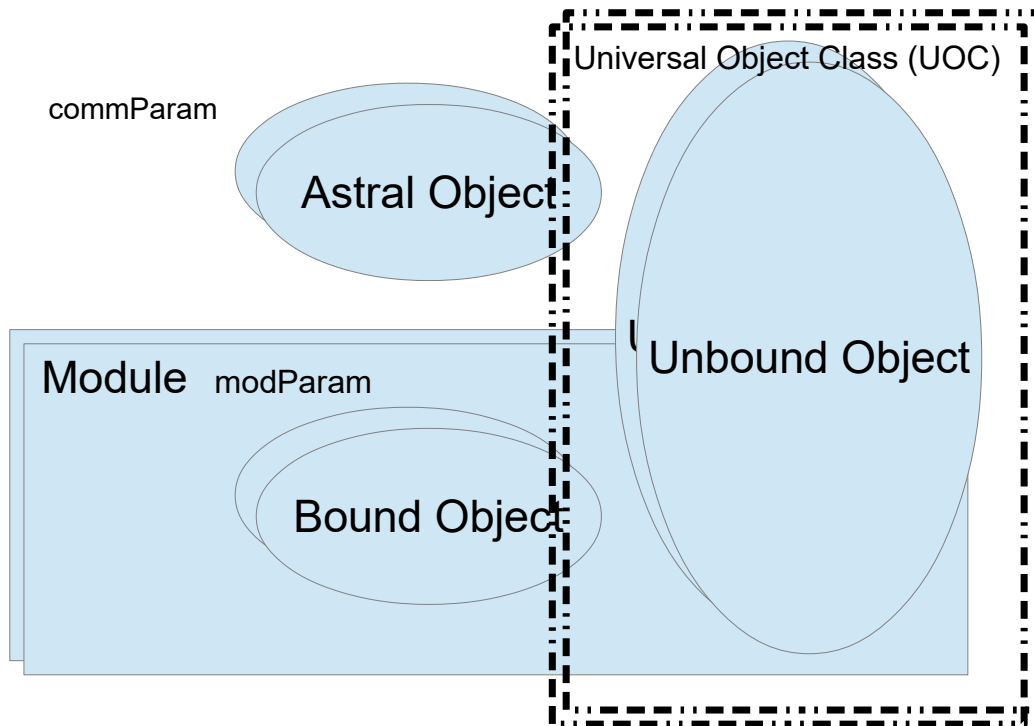 Universal Object Class (UOC)
commParam
Astral Object
Unbound Object
Module
modParam
Bound Object